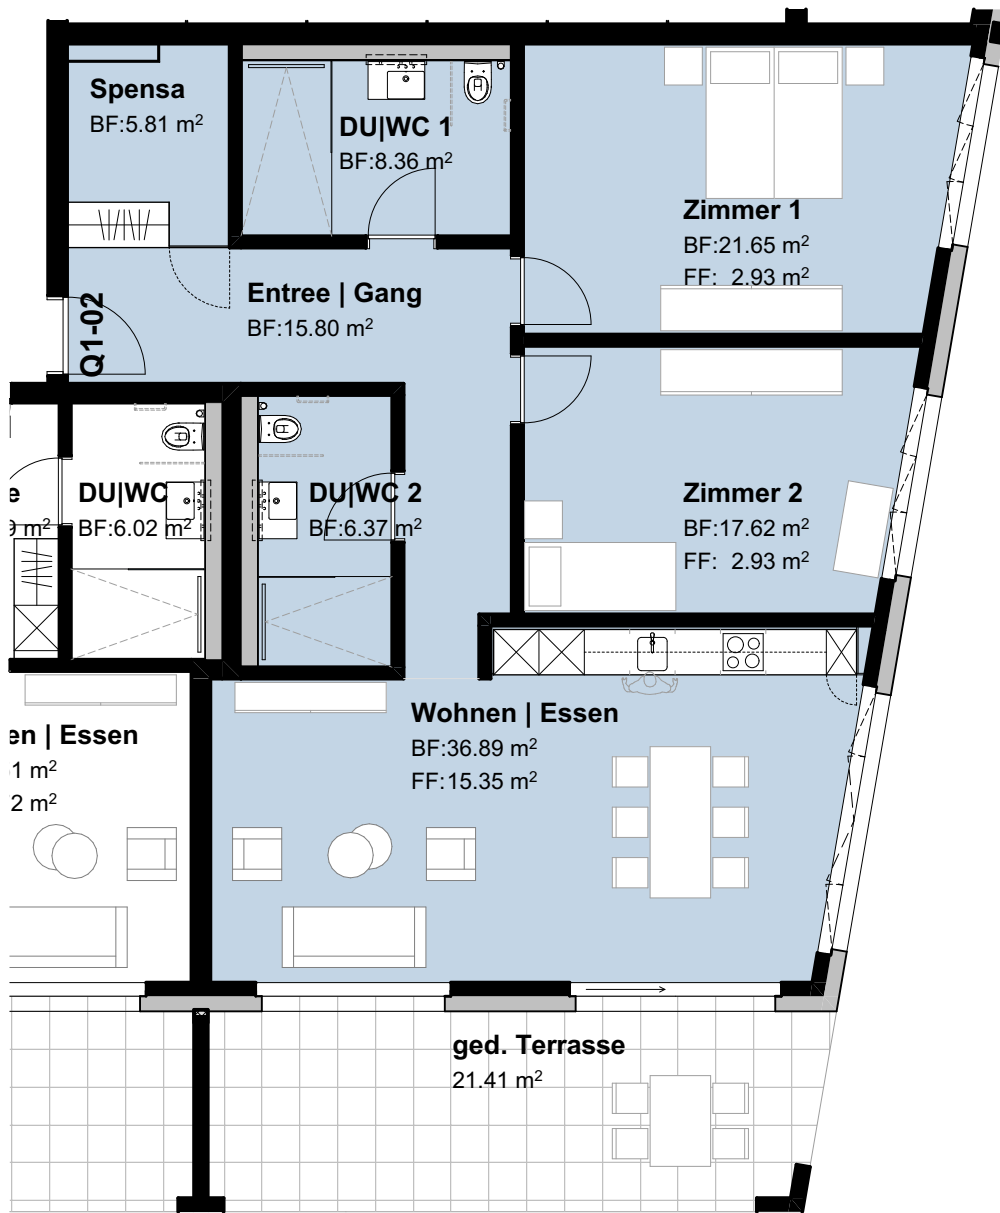 Spensa
BF:5.81 m²
DU|WC 1
BF:8.36 m²
Zimmer 1
BF:21.65 m²
FF: 2.93 m²
Entree | Gang
BF:15.80 m²
Q1-02
DU|WC
BF:6.02 m²
DU|WC 2
BF:6.37 m²
Zimmer 2
BF:17.62 m²
FF: 2.93 m²
Wohnen | Essen
BF:36.89 m²
FF:15.35 m²
en | Essen
1 m²
2 m²
e
9 m²
ged. Terrasse
21.41 m²